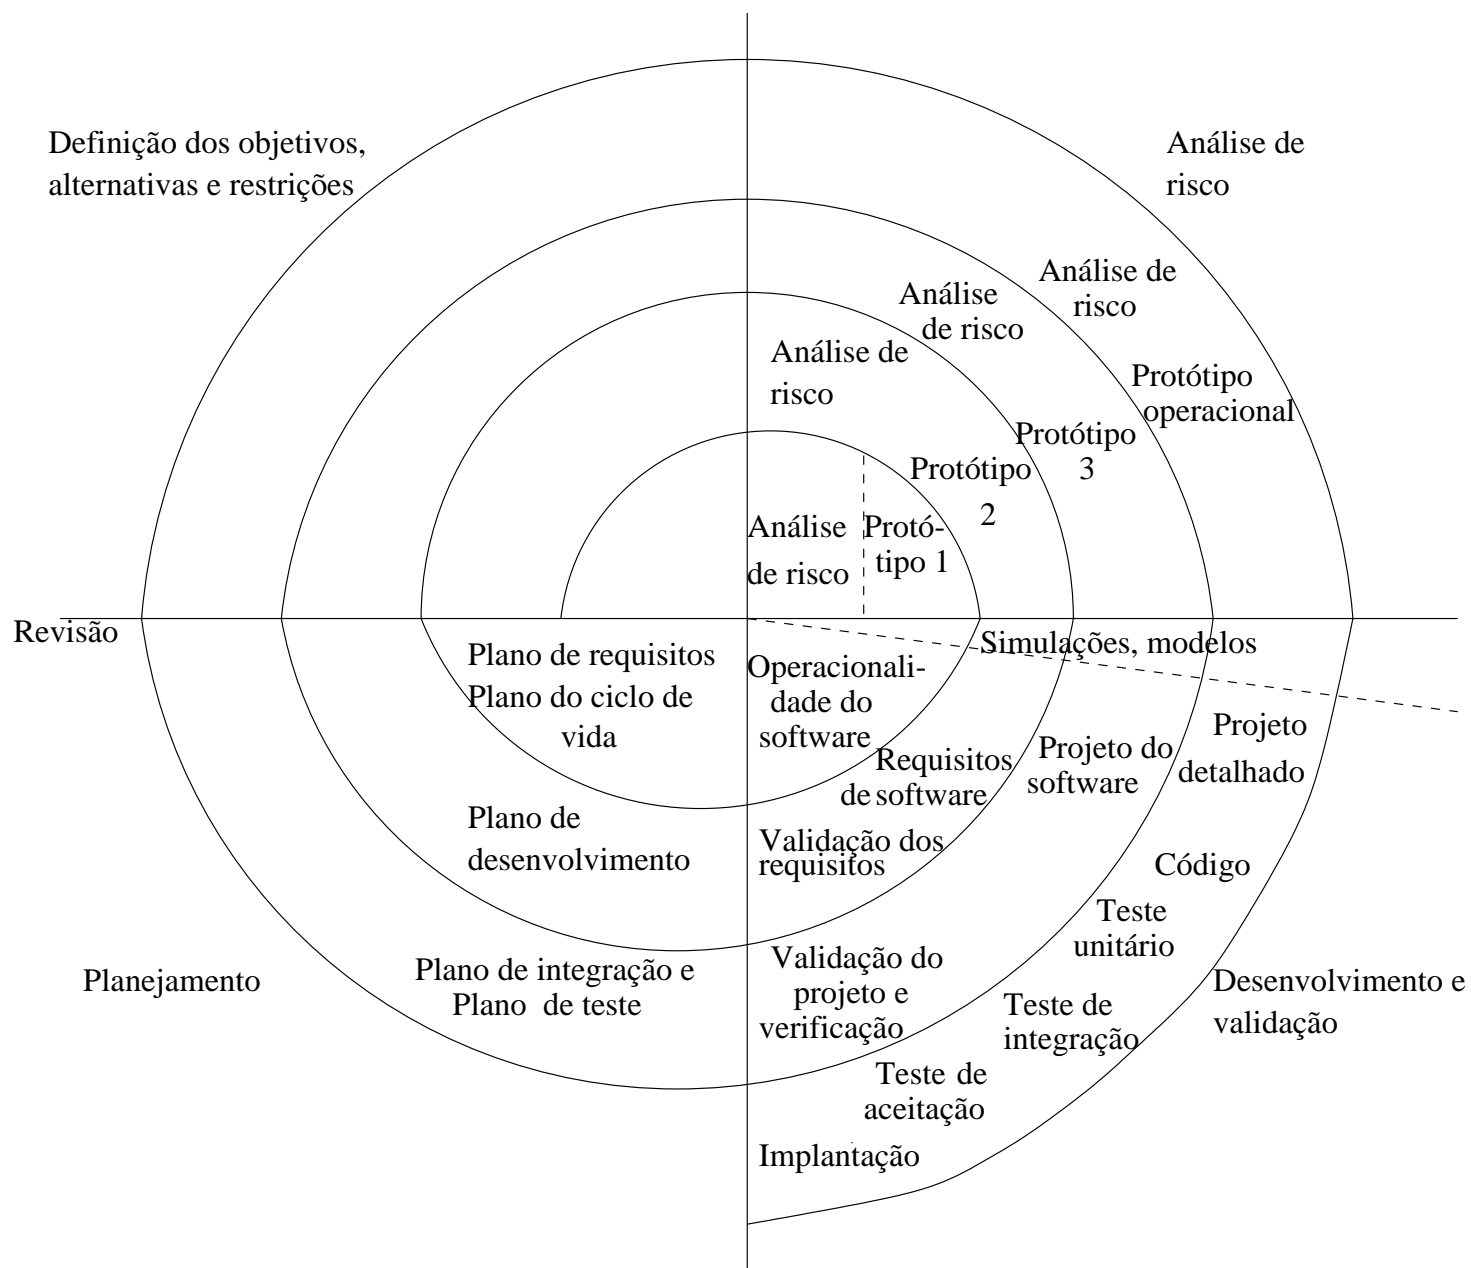 Definição dos objetivos,
alternativas e restrições
Análise de
risco
Análise de
risco
Análise
de risco
Análise de
risco
Protótipo
operacional
Protótipo
3
Protótipo
2
Análise
de risco
Protó-
tipo 1
Revisão
Simulações, modelos
Plano de requisitos
Plano do ciclo de
vida
Operacionali-
dade do
software
Requisitos
de software
Projeto do
software
Projeto
detalhado
Plano de
desenvolvimento
Validação dos
requisitos
Código
Teste
unitário
Planejamento
Plano de integração e
Plano de teste
Validação do
projeto e
verificação
Teste de
integração
Desenvolvimento e
validação
Teste de
aceitação
Implantação